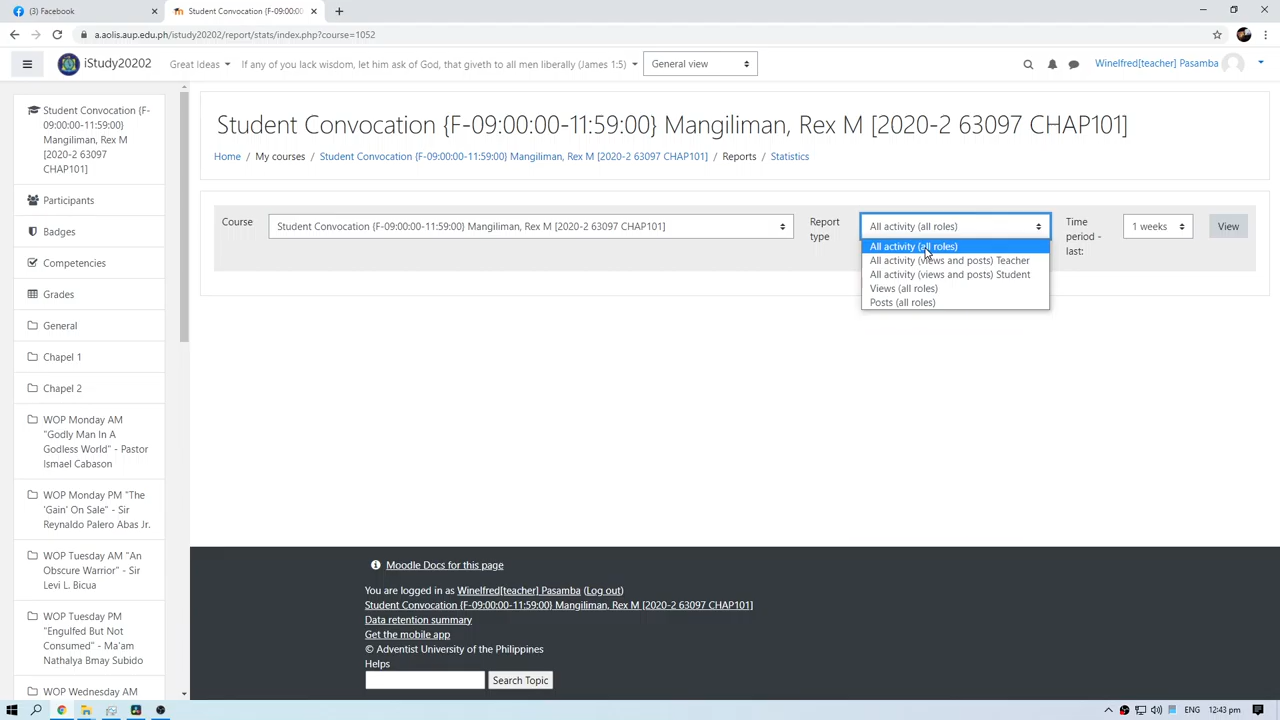 (3) Facebook
Student Convocation {F-09:00:00
a.aolis.aup.edu.ph/istudy20202/report/stats/index.php?course=1052
iStudy20202
Great Ideas
If any of you lack wisdom, let him ask of God, that giveth to all men liberally (James 1:5)
General view
Winelfred[teacher] Pasamba
Student Convocation {F-
09:00:00-11:59:00}
Mangiliman, Rex M
[2020-2 63097
CHAP101]
Participants
Badges
Competencies
Grades
General
Chapel 1
Chapel 2
WOP Monday AM
"Godly Man In A
Godless World" - Pastor
Ismael Cabason
WOP Monday PM "The
'Gain' On Sale" - Sir
Reynaldo Palero Abas Jr.
WOP Tuesday AM "An
Obscure Warrior" - Sir
Levi L. Bicua
WOP Tuesday PM
"Engulfed But Not
Consumed" - Ma'am
Nathalya Bmay Subido
WOP Wednesday AM
Student Convocation {F-09:00:00-11:59:00} Mangiliman, Rex M [2020-2 63097 CHAP101]
Home / My courses / Student Convocation {F-09:00:00-11:59:00} Mangiliman, Rex M [2020-2 63097 CHAP101] / Reports / Statistics
Course
Student Convocation {F-09:00:00-11:59:00} Mangiliman, Rex M [2020-2 63097 CHAP101]
Report
type
All activity (all roles)
All activity (all roles)
All activity (views and posts) Teacher
All activity (views and posts) Student
Views (all roles)
Posts (all roles)
Time
period -
last:
1 weeks
View
Moodle Docs for this page
You are logged in as Winelfred[teacher] Pasamba (Log out)
Student Convocation {F-09:00:00-11:59:00} Mangiliman, Rex M [2020-2 63097 CHAP101]
Data retention summary
Get the mobile app
© Adventist University of the Philippines
Helps
Search Topic
ENG
12:43 pm